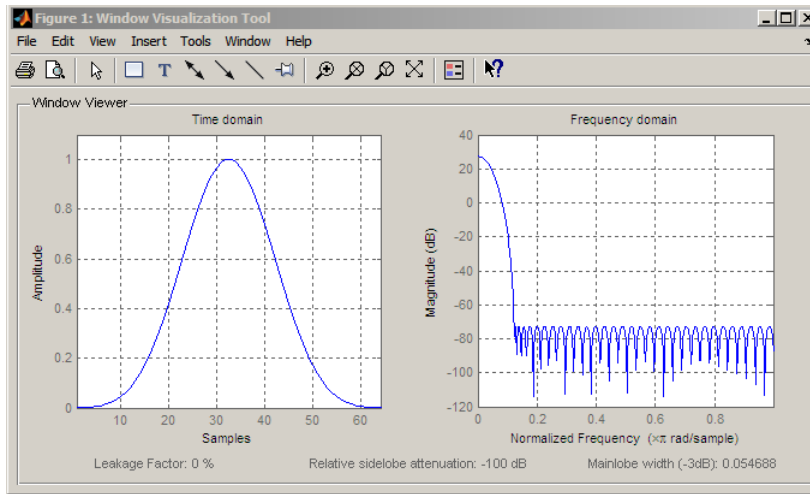 Figure 1: Window Visualization Tool
File Edit View Insert Tools Window Help
T
?
Window Viewer
Time domain
1
0.8
0.6
0.4
0.2
0
10 20 30 40 50 60
Amplitude
Samples
Frequency domain
40
20
0
-20
-40
-60
-80
-100
-120
0 0.2 0.4 0.6 0.8
Magnitude (dB)
Normalized Frequency (×π rad/sample)
Leakage Factor: 0 % Relative sidelobe attenuation: -100 dB Mainlobe width (-3dB): 0.054688